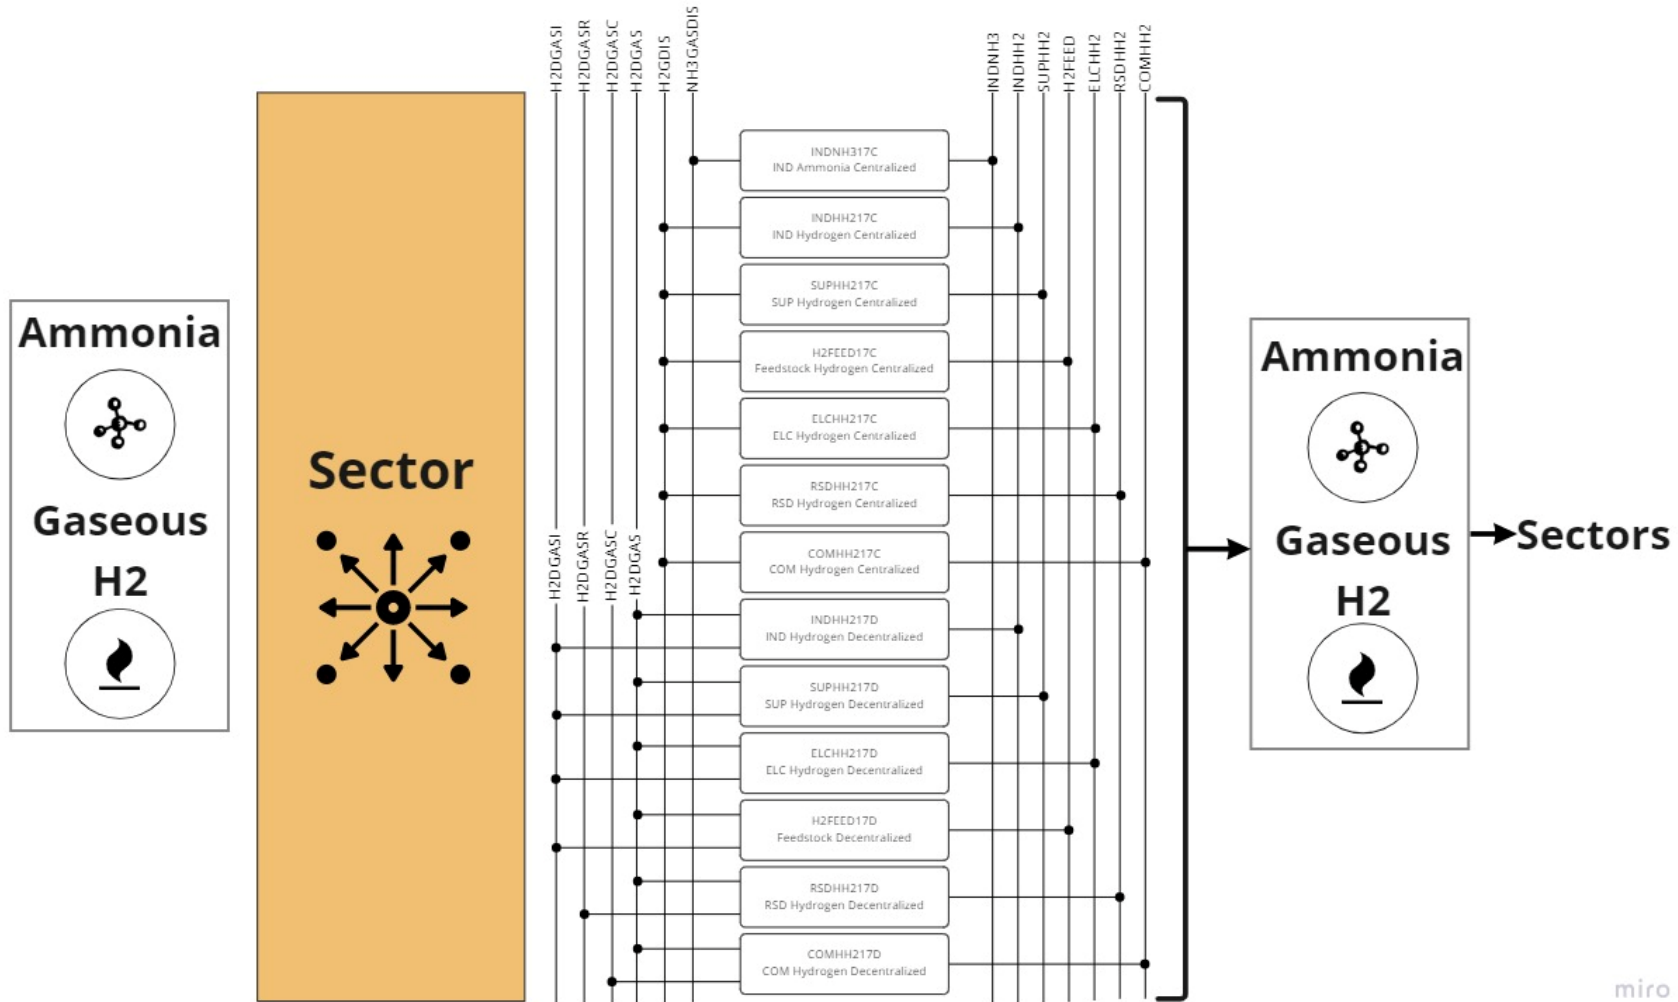 H2DGASI
H2DGASR
H2DGASC
H2DGAS
H2GDIS
NH3GASDIS
INDNH3
INDHH2
SUPHH2
H2FEED
ELCHH2
RSDHH2
COMHH2
Ammonia
Gaseous
H2
Sector
H2DGASI
H2DGASR
H2DGASC
H2DGAS
INDNH317C
IND Ammonia Centralized
INDHH217C
IND Hydrogen Centralized
SUPHH217C
SUP Hydrogen Centralized
H2FEED17C
Feedstock Hydrogen Centralized
ELCHH217C
ELC Hydrogen Centralized
RSDHH217C
RSD Hydrogen Centralized
COMHH217C
COM Hydrogen Centralized
INDHH217D
IND Hydrogen Decentralized
SUPHH217D
SUP Hydrogen Decentralized
ELCHH217D
ELC Hydrogen Decentralized
H2FEED17D
Feedstock Decentralized
RSDHH217D
RSD Hydrogen Decentralized
COMHH217D
COM Hydrogen Decentralized
Ammonia
Gaseous
H2
Sectors
miro